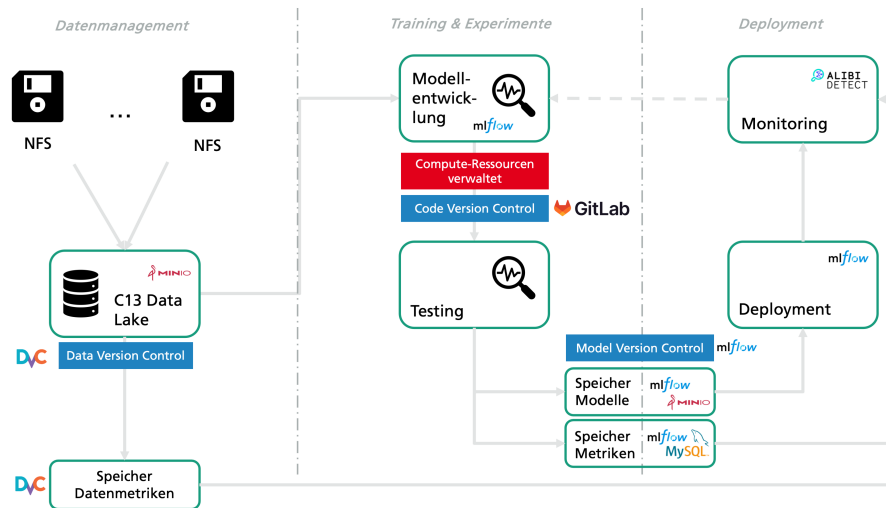 Datenmanagement
Training & Experimente
Deployment
NFS
...
NFS
Modell-
entwick-
lung
mlflow
ALIBI
DETECT
Monitoring
Compute-Ressourcen
verwaltet
Code Version Control
GitLab
MINIO
C13 Data
Lake
Testing
mlflow
Deployment
DVC
Data Version Control
Model Version Control
mlflow
Speicher
Modelle
mlflow
MINIO
Speicher
Metriken
mlflow
MySQL
DVC
Speicher
Datenmetriken